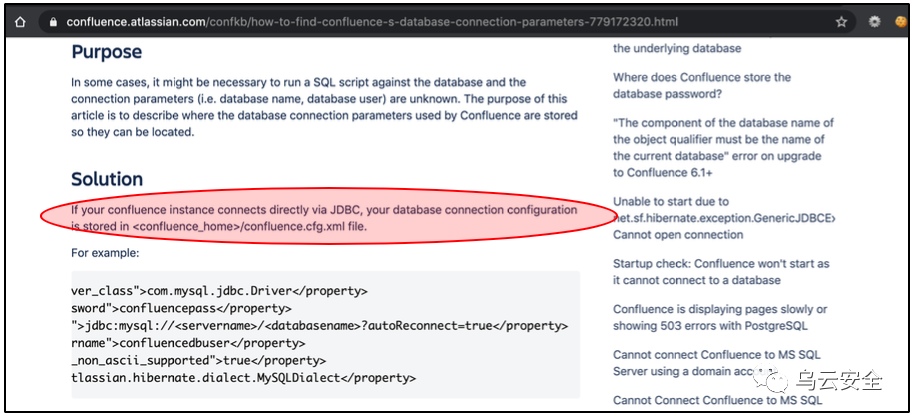 confluence.atlassian.com/confkb/how-to-find-confluence-s-database-connection-parameters-779172320.html
Purpose
In some cases, it might be necessary to run a SQL script against the database and the
connection parameters (i.e. database name, database user) are unknown. The purpose of this
article is to describe where the database connection parameters used by Confluence are stored
so they can be located.
Solution
If your confluence instance connects directly via JDBC, your database connection configuration
is stored in <confluence_home>/confluence.cfg.xml file.
For example:
ver_class">com.mysql.jdbc.Driver</property>
sword">confluencepass</property>
">jdbc:mysql://<servername>/<databasename>?autoReconnect=true</property>
rname">confluencedbuser</property>
_non_ascii_supported">true</property>
tlassian.hibernate.dialect.MySQLDialect</property>
the underlying database
Where does Confluence store the
database password?
"The component of the database name of
the object qualifier must be the name of
the current database" error on upgrade
to Confluence 6.1+
Unable to start due to
net.sf.hibernate.exception.GenericJDBCEx
Cannot open connection
Startup check: Confluence won't start as
it cannot connect to a database
Confluence is displaying pages slowly or
showing 503 errors with PostgreSQL
Cannot connect Confluence to MS SQL
Server using a domain
Cannot Connect Confluence to MS SQL
乌云安全